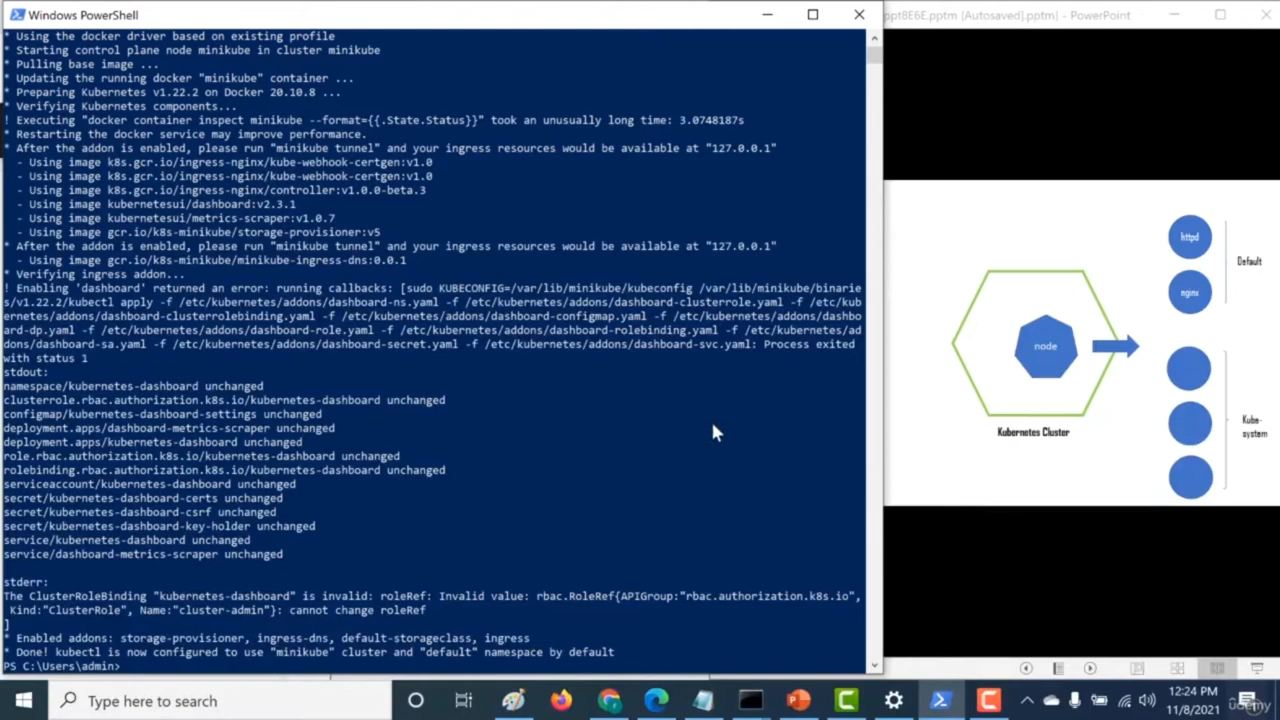 Windows PowerShell
* Using the docker driver based on existing profile
* Starting control plane node minikube in cluster minikube
* Pulling base image ...
* Updating the running docker "minikube" container ...
* Preparing Kubernetes v1.22.2 on Docker 20.10.8 ...
* Verifying Kubernetes components...
! Executing "docker container inspect minikube --format={{.State.Status}}" took an unusually long time: 3.0748187s
* Restarting the docker service may improve performance.
* After the addon is enabled, please run "minikube tunnel" and your ingress resources would be available at "127.0.0.1"
- Using image k8s.gcr.io/ingress-nginx/kube-webhook-certgen:v1.0
- Using image k8s.gcr.io/ingress-nginx/kube-webhook-certgen:v1.0
- Using image k8s.gcr.io/ingress-nginx/controller:v1.0.0-beta.3
- Using image kubernetesui/dashboard:v2.3.1
- Using image kubernetesui/metrics-scraper:v1.0.7
- Using image gcr.io/k8s-minikube/storage-provisioner:v5
* After the addon is enabled, please run "minikube tunnel" and your ingress resources would be available at "127.0.0.1"
- Using image gcr.io/k8s-minikube/minikube-ingress-dns:0.0.1
* Verifying ingress addon...
! Enabling 'dashboard' returned an error: running callbacks: [sudo KUBECONFIG=/var/lib/minikube/kubeconfig /var/lib/minikube/binarie
s/v1.22.2/kubectl apply -f /etc/kubernetes/addons/dashboard-ns.yaml -f /etc/kubernetes/addons/dashboard-clusterrole.yaml -f /etc/kub
ernetes/addons/dashboard-clusterrolebinding.yaml -f /etc/kubernetes/addons/dashboard-configmap.yaml -f /etc/kubernetes/addons/dashbo
ard-dp.yaml -f /etc/kubernetes/addons/dashboard-role.yaml -f /etc/kubernetes/addons/dashboard-rolebinding.yaml -f /etc/kubernetes/ad
dons/dashboard-sa.yaml -f /etc/kubernetes/addons/dashboard-secret.yaml -f /etc/kubernetes/addons/dashboard-svc.yaml: Process exited
with status 1
stdout:
namespace/kubernetes-dashboard unchanged
clusterrole.rbac.authorization.k8s.io/kubernetes-dashboard unchanged
configmap/kubernetes-dashboard-settings unchanged
deployment.apps/dashboard-metrics-scraper unchanged
deployment.apps/kubernetes-dashboard unchanged
role.rbac.authorization.k8s.io/kubernetes-dashboard unchanged
rolebinding.rbac.authorization.k8s.io/kubernetes-dashboard unchanged
serviceaccount/kubernetes-dashboard unchanged
secret/kubernetes-dashboard-certs unchanged
secret/kubernetes-dashboard-csrf unchanged
secret/kubernetes-dashboard-key-holder unchanged
service/kubernetes-dashboard unchanged
service/dashboard-metrics-scraper unchanged
stderr:
The ClusterRoleBinding "kubernetes-dashboard" is invalid: roleRef: Invalid value: rbac.RoleRef{APIGroup:"rbac.authorization.k8s.io",
Kind:"ClusterRole", Name:"cluster-admin"}: cannot change roleRef
]
* Enabled addons: storage-provisioner, ingress-dns, default-storageclass, ingress
* Done! kubectl is now configured to use "minikube" cluster and "default" namespace by default
PS C:\Users\admin>
ppt8E6E.pptm [Autosaved].pptm] - PowerPoint
httpd
Default
nginx
node
Kubernetes Cluster
Kube-
system
Type here to search
12:24 PM
11/8/2021
udemy